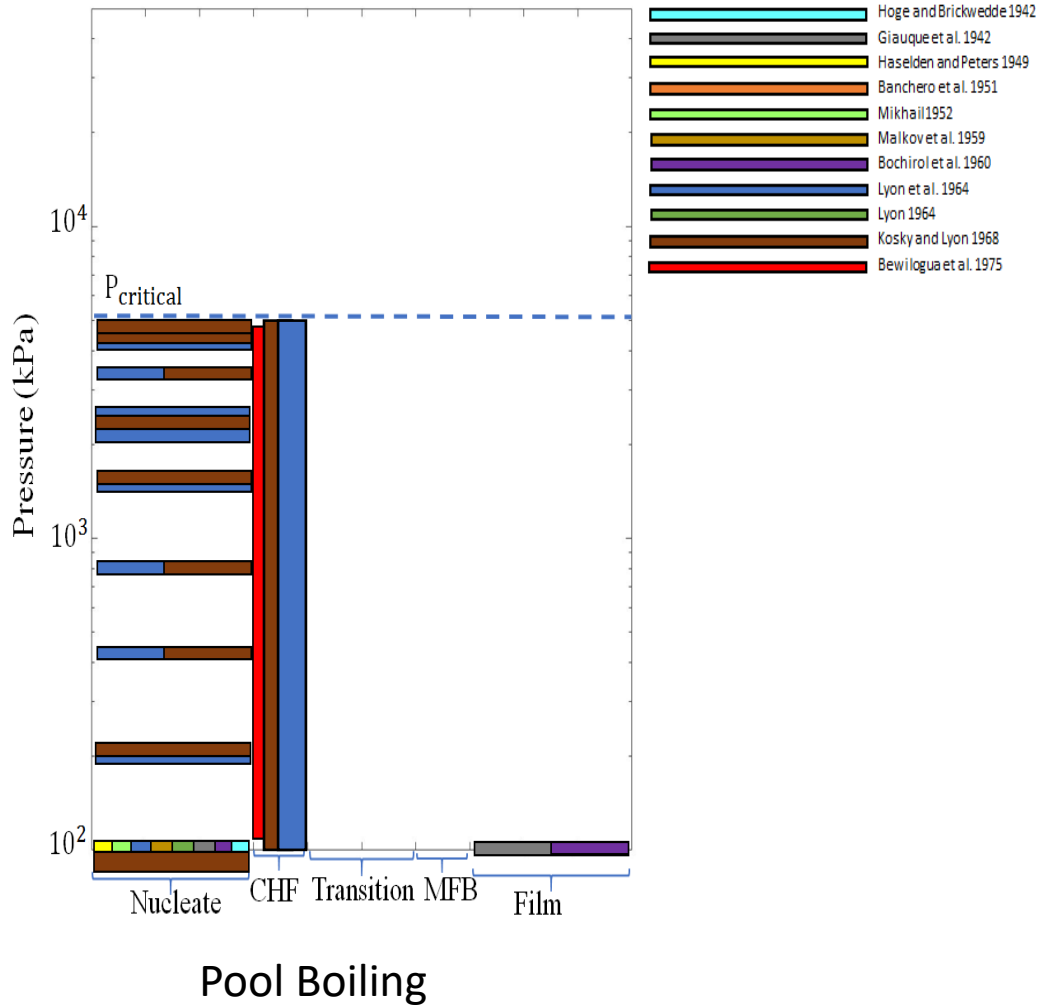 Hoge and Brickwedde 1942
Giauque et al. 1942
Haselden and Peters 1949
Banchero et al. 1951
Mikhail 1952
Malkov et al. 1959
Bochirol et al. 1960
Lyon et al. 1964
Lyon 1964
Kosky and Lyon 1968
Bewilogua et al. 1975
10^4
P_critical
Pressure (kPa)
10^3
10^2
Nucleate
CHF
Transition
MFB
Film
Pool Boiling